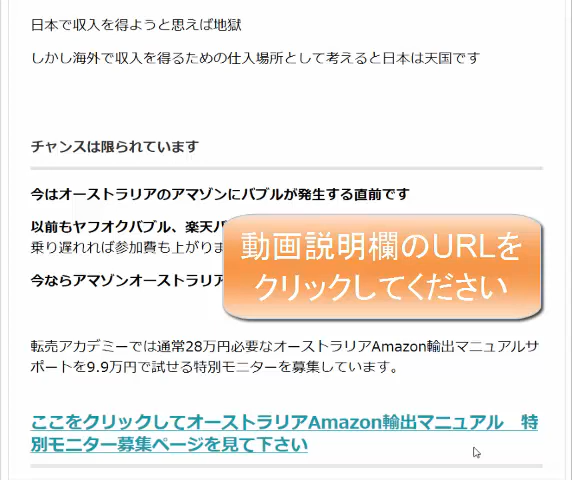 日本で収入を得ようと思えば地獄
しかし海外で収入を得るための仕入場所として考えると日本は天国です
チャンスは限られています
今はオーストラリアのアマゾンにバブルが発生する直前です
以前もヤフオクバブル、楽天バ
乗り遅れれば参加費も上がりま
今ならアマゾンオーストラリア
動画説明欄のURLを
クリックしてください
転売アカデミーでは通常28万円必要なオーストラリアAmazon輸出マニュアルサ
ポートを9.9万円で試せる特別モニターを募集しています。
ここをクリックしてオーストラリアAmazon輸出マニュアル　特
別モニター募集ページを見て下さい